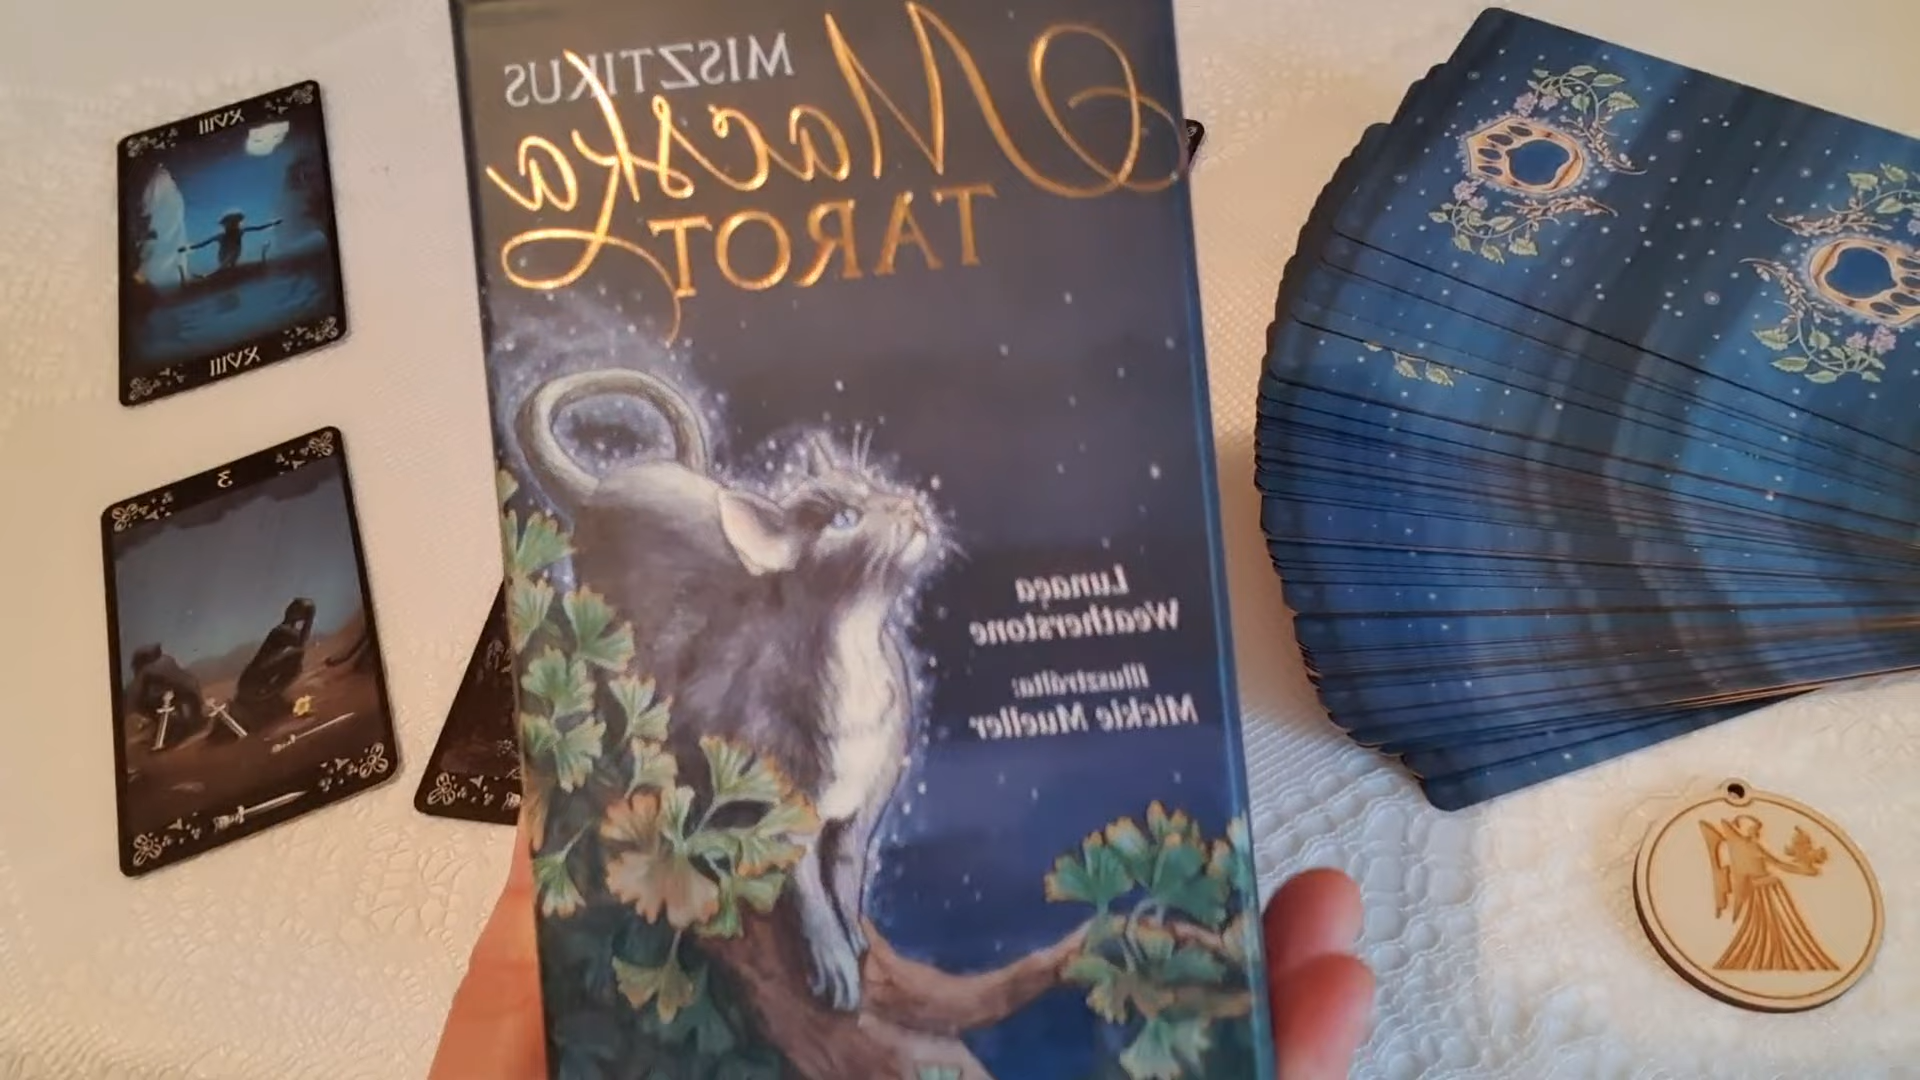 MISZTIKUS
Macska
TAROT
Lunaea
Weatherstone
Illusztrálta:
Mickie Mueller
XVIII
XVIII
3